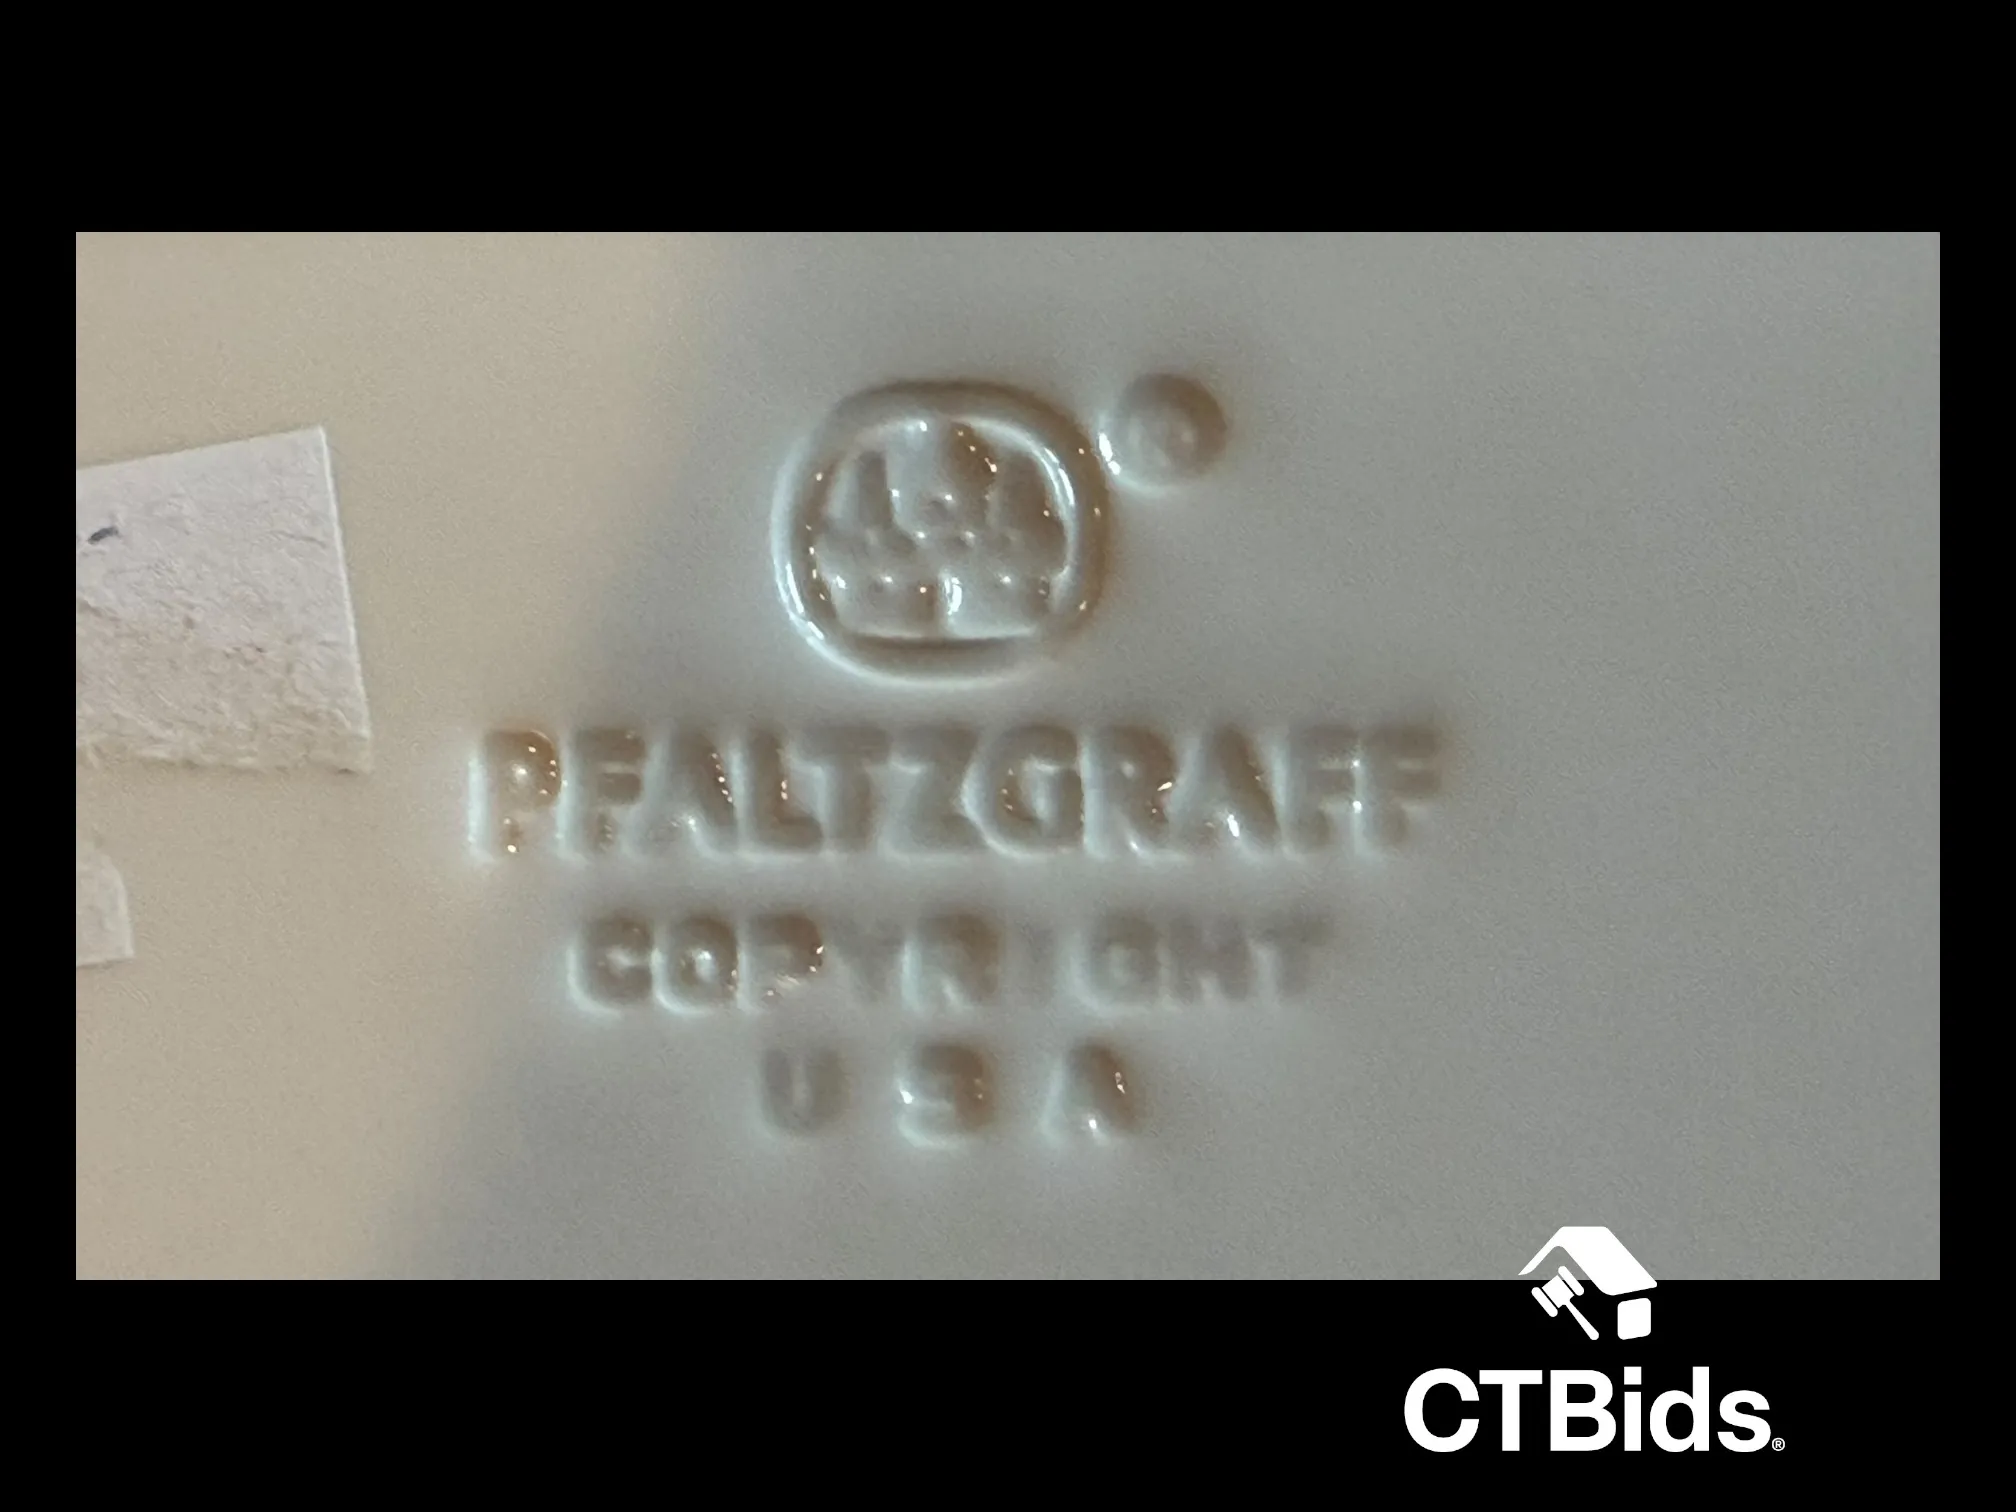 PFALTZGRAFF
COPYRIGHT
U S A
CTBids®